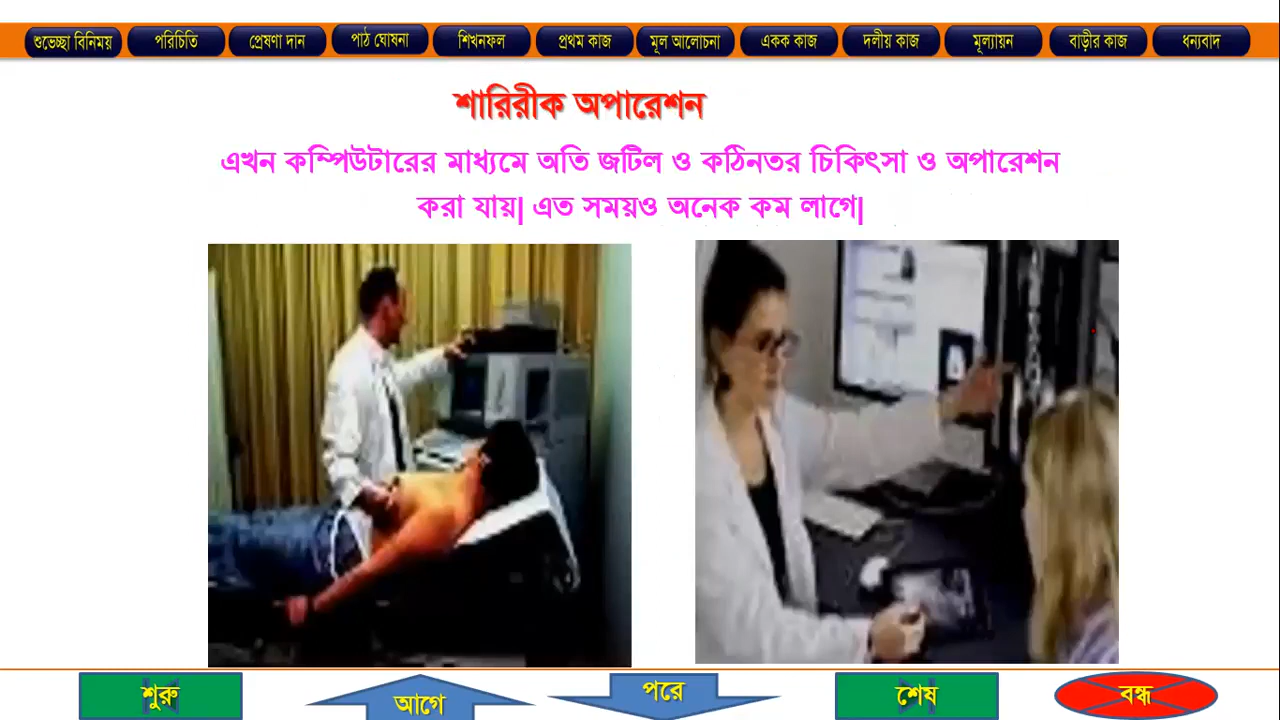 শুভেচ্ছা বিনিময়
পরিচিতি
প্রেষণা দান
পাঠ ঘোষনা
শিখনফল
প্রথম কাজ
মূল আলোচনা
একক কাজ
দলীয় কাজ
মূল্যায়ন
বাড়ীর কাজ
ধন্যবাদ
শারিরীক অপারেশন
এখন কম্পিউটারের মাধ্যমে অতি জটিল ও কঠিনতর চিকিৎসা ও অপারেশন
করা যায়| এত সময়ও অনেক কম লাগে|
শুরু
আগে
পরে
শেষ
বন্ধ